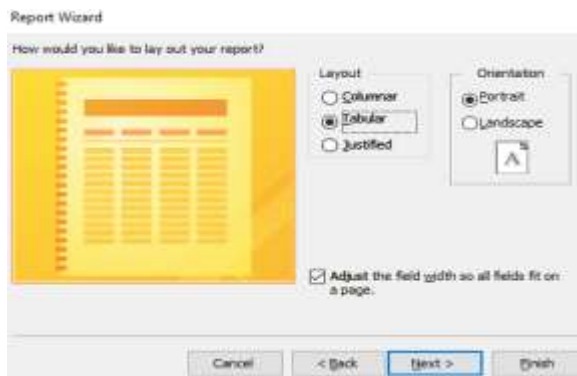 Report Wizard
How would you like to lay out your report?
Layout
Columnar
Tabular
Justified
Orientation
Portrait
Landscape
A
Adjust the field width so all fields fit on
a page.
Cancel
< Back
Next >
Finish